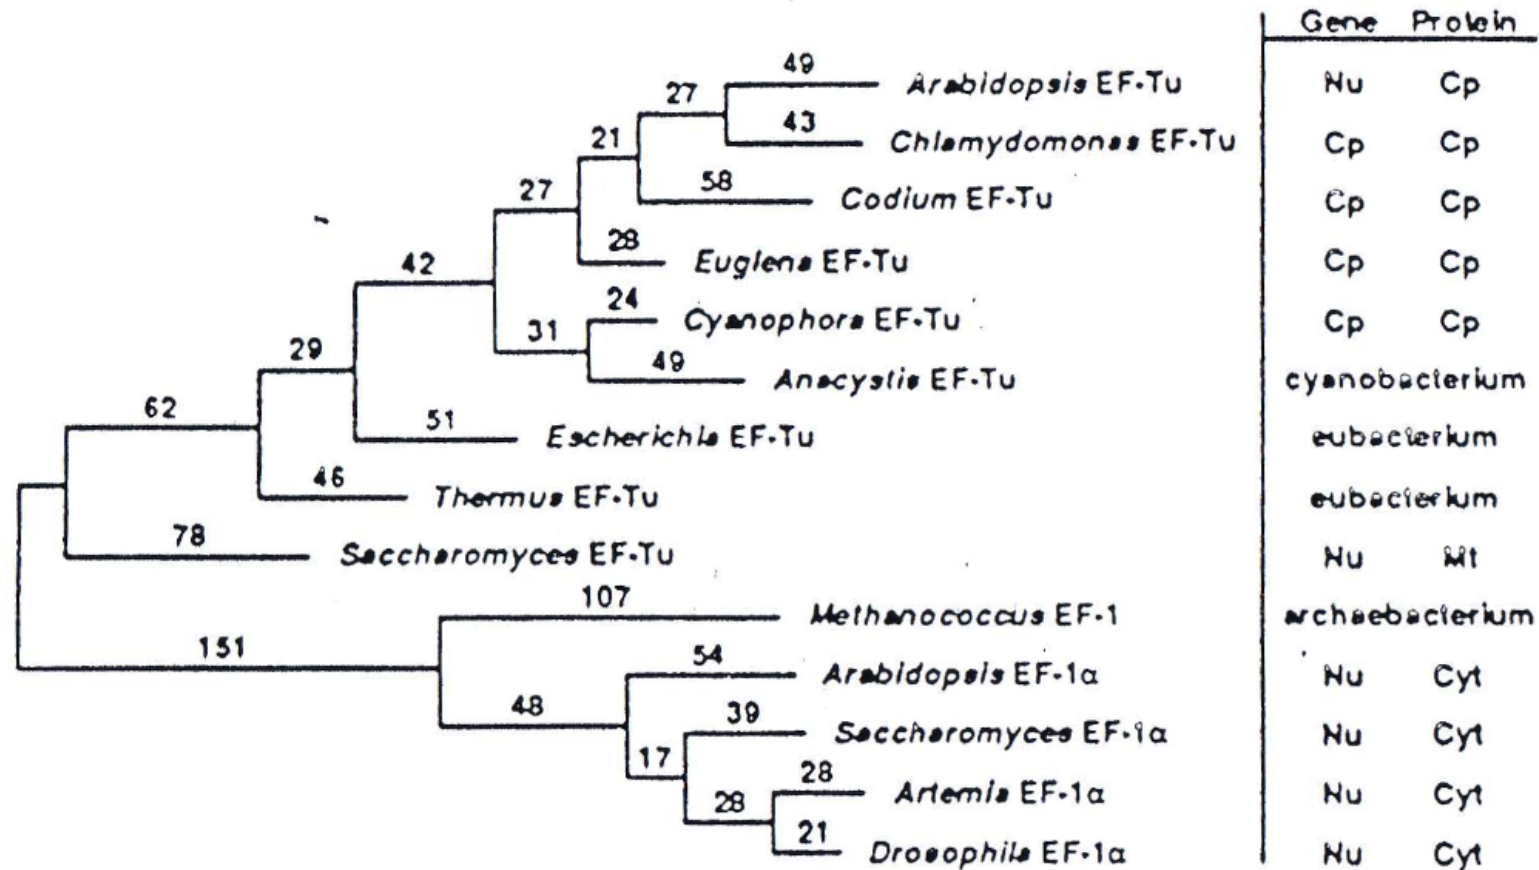 Gene Protein
49
Arabidopsis EF-Tu Nu Cp
27
43
Chlamydomonas EF-Tu Cp Cp
21
58
Codium EF-Tu Cp Cp
27
28
Euglena EF-Tu Cp Cp
42
24
Cyanophora EF-Tu Cp Cp
31
49
Anacystis EF-Tu cyanobacterium
29
51
Escherichia EF-Tu eubacterium
62
46
Thermus EF-Tu eubacterium
78
Saccharomyces EF-Tu Nu Mt
107
Methanococcus EF-1 archaebacterium
151
54
Arabidopsis EF-1α Nu Cyt
48
39
Saccharomyces EF-1α Nu Cyt
17
28
Artemia EF-1α Nu Cyt
28
21
Drosophila EF-1α Nu Cyt